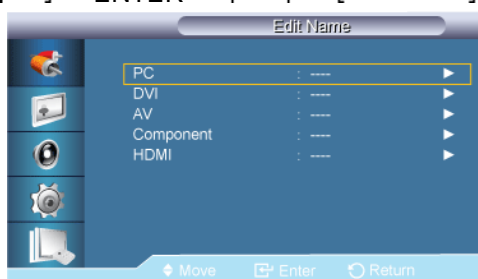 Edit Name
PC : ---- ►
DVI : ---- ►
AV : ---- ►
Component : ---- ►
HDMI : ---- ►
Move Enter Return